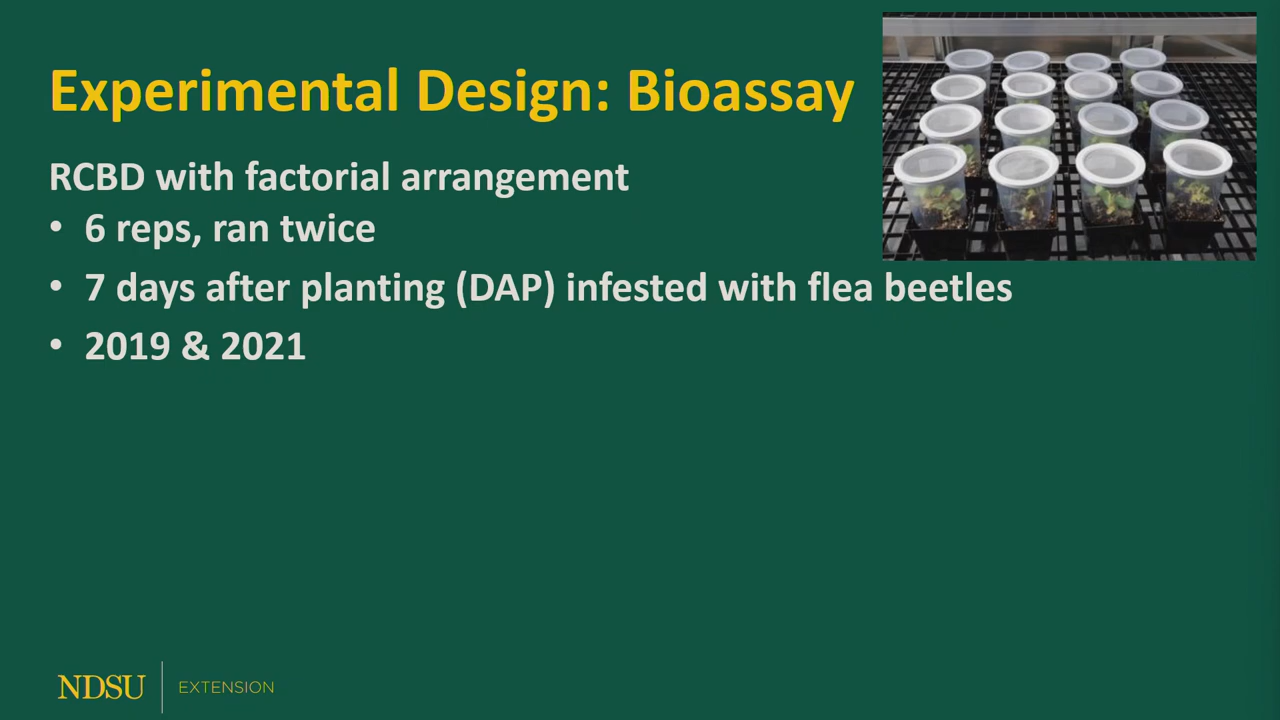 Experimental Design: Bioassay
RCBD with factorial arrangement
• 6 reps, ran twice
• 7 days after planting (DAP) infested with flea beetles
• 2019 & 2021
NDSU EXTENSION